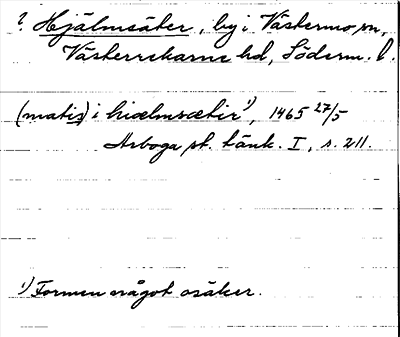 ? Hjälmsäter, by i Västermo sn,
Västerrekarne hd, Söderm. l.
(matis) i hiælmsætir¹⁾, 1465 27/5
Arboga st. tänk. I, s. 211.
¹⁾ Formen något osäker.